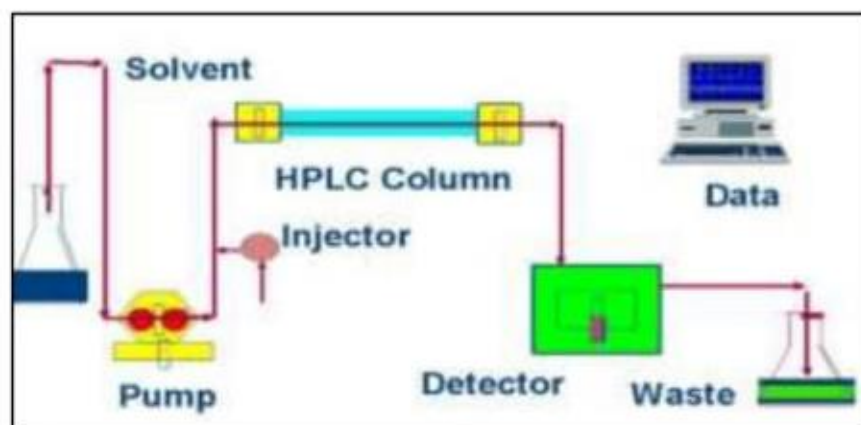 Solvent
HPLC Column
Data
Injector
Detector
Waste
Pump